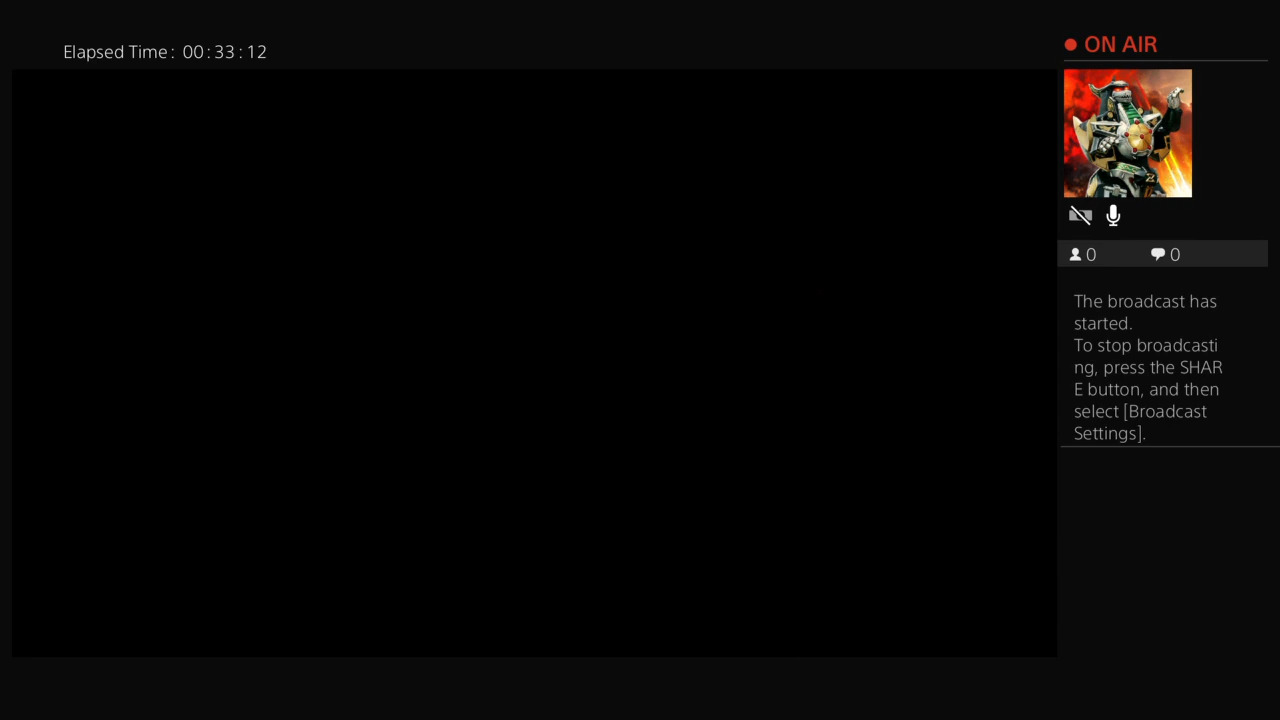 Elapsed Time: 00:33:12
ON AIR
0 0
The broadcast has
started.
To stop broadcasti
ng, press the SHAR
E button, and then
select [Broadcast
Settings].